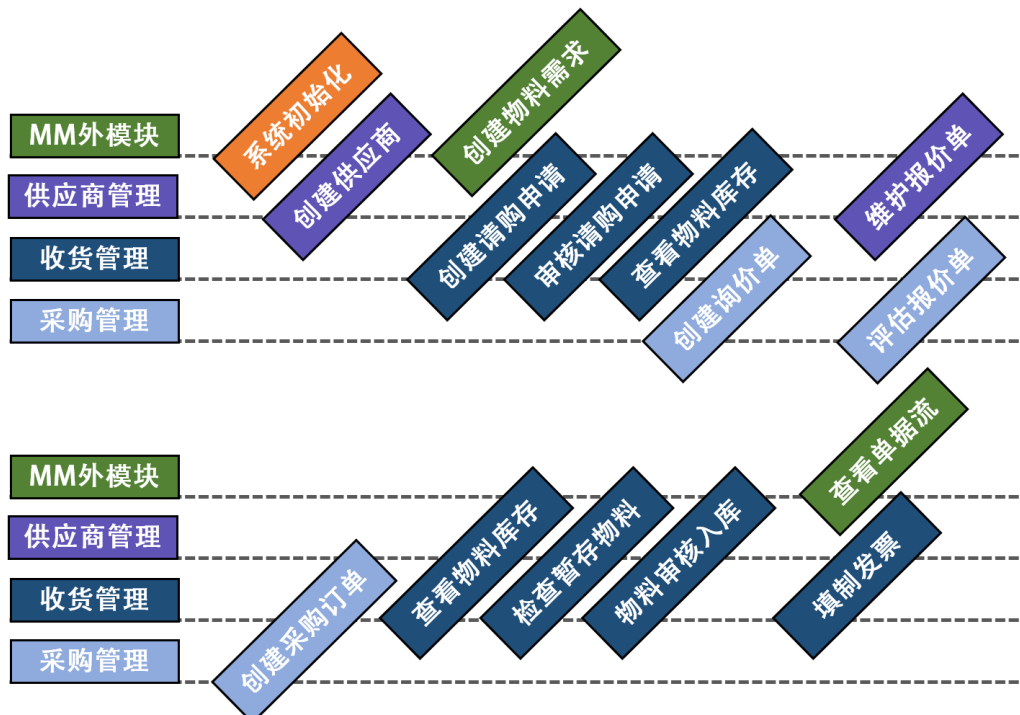 系统初始化
创建物料需求
MM外模块
创建供应商
维护报价单
供应商管理
创建请购申请
审核请购申请
查看物料库存
收货管理
创建询价单
评估报价单
采购管理
查看单据流
MM外模块
供应商管理
查看物料库存
检查暂存物料
物料审核入库
填制发票
收货管理
创建采购订单
采购管理